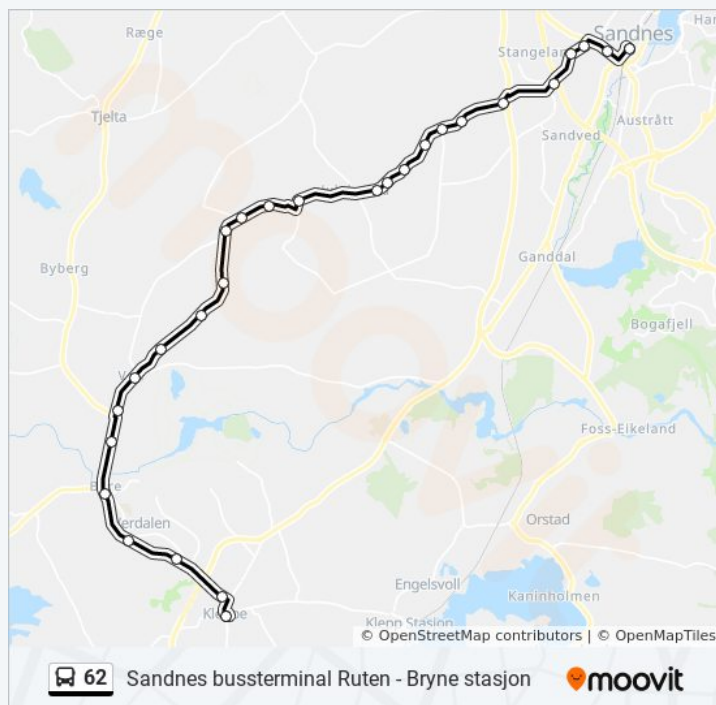 Ræge
Sandnes
Stangeland
Tjelta
Austrått
Sandved
Byberg
Ganddal
Bogafjell
Foss-Eikeland
Orstad
Engelsvoll
Kaninholmen
Klepp Stasjon
© OpenStreetMap contributors | © OpenMapTiles
62 Sandnes bussterminal Ruten - Bryne stasjon moovit